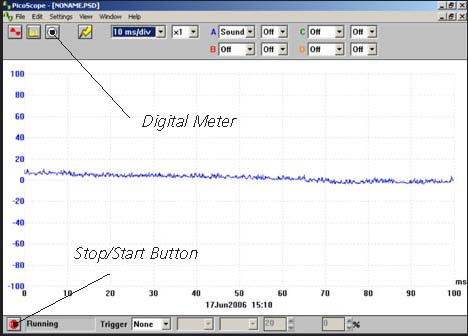 PicoScope - [NONAME.PSD]
File Edit Settings View Window Help
10 ms/div x1 A Sound Off C Off Off
B Off Off D Off Off
100
80
60
Digital Meter
40
20
0
-20
-40
-60
Stop/Start Button
-80
-100
ms
0 10 20 30 40 50 60 70 80 90 100
17Jun2006 15:10
Running Trigger None 20 0 %